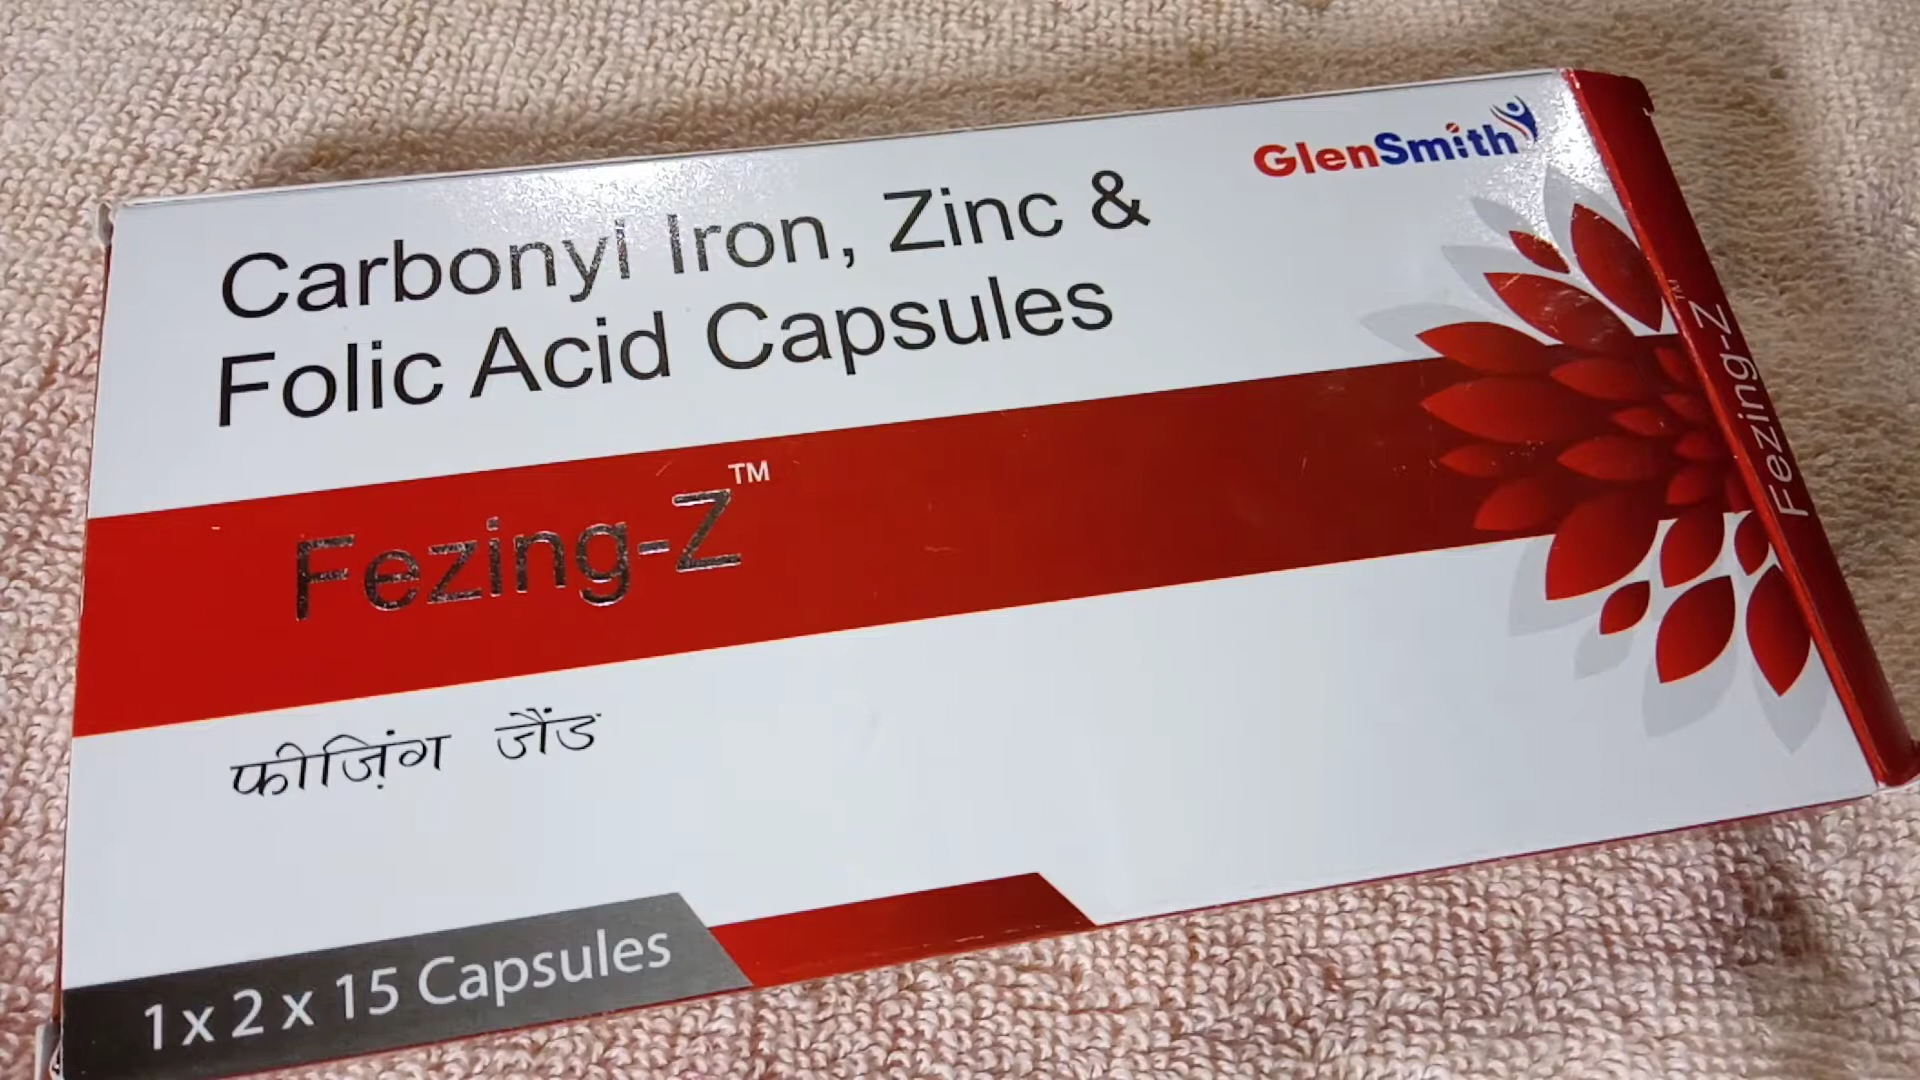 GlenSmith
Carbonyl Iron, Zinc &
Folic Acid Capsules
Fezing-Z™
फीज़िंग जैंड
1 x 2 x 15 Capsules
Fezing-Z™